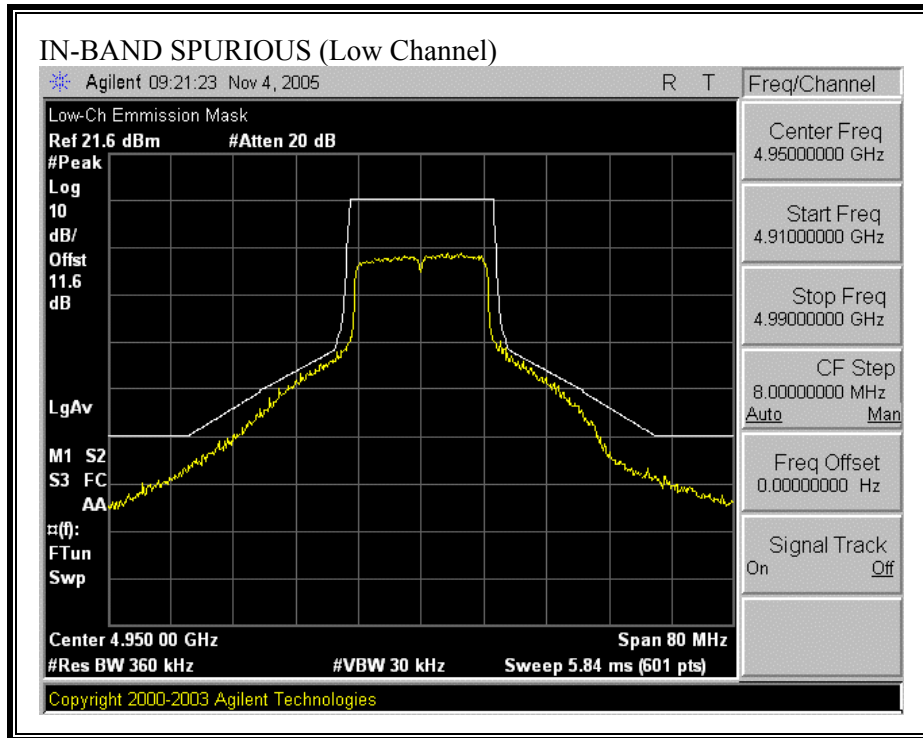 IN-BAND SPURIOUS (Low Channel)
Agilent 09:21:23 Nov 4, 2005 R T
Freq/Channel
Low-Ch Emmission Mask
Ref 21.6 dBm #Atten 20 dB
#Peak
Log
10
dB/
Offst
11.6
dB
LgAv
M1 S2
S3 FC
AA
¤(f):
FTun
Swp
Center 4.950 00 GHz Span 80 MHz
#Res BW 360 kHz #VBW 30 kHz Sweep 5.84 ms (601 pts)
Copyright 2000-2003 Agilent Technologies
Center Freq
4.95000000 GHz
Start Freq
4.91000000 GHz
Stop Freq
4.99000000 GHz
CF Step
8.00000000 MHz
Auto Man
Freq Offset
0.00000000 Hz
Signal Track
On Off